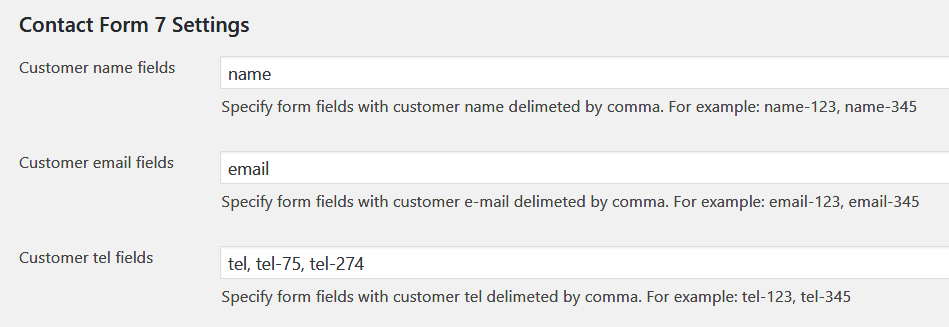 Contact Form 7 Settings
Customer name fields
name
Specify form fields with customer name delimeted by comma. For example: name-123, name-345
Customer email fields
email
Specify form fields with customer e-mail delimeted by comma. For example: email-123, email-345
Customer tel fields
tel, tel-75, tel-274
Specify form fields with customer tel delimeted by comma. For example: tel-123, tel-345